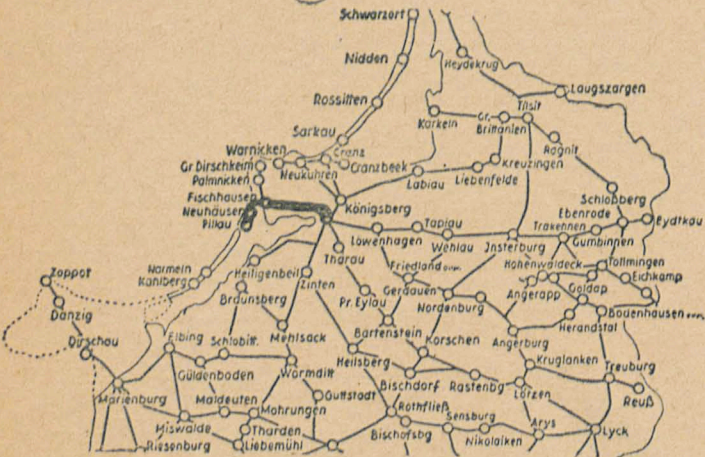 Schwarzort
Nidden
Heydekrug
Laugszargen
Rossitten
Karkeln
Gr.
Brittanien
Tilsit
Sarkau
Ragnit
Warnicken
Cranz
Gr Dirschkeim
Neukuhren
Cranzbeek
Kreuzingen
Palmnicken
Labiau
Liebenfelde
Schloßberg
Fischhausen
Königsberg
Ebenrode
Eydtkau
Neuhäuser
Tapiau
Trakennen
Pillau
Löwenhagen
Wehlau
Jnsterburg
Gumbinnen
Tharau
Hohenwaldeck
Tollmingen
Zoppot
Narmeln
Heiligenbeil
Friedland
Eichkamp
Kahlberg
Zinten
Gerdauen
Angerapp
Goldap
Danzig
Braunsberg
Pr. Eylau
Nordenburg
Bodenhausen
Herandstal
Dirschau
Elbing
Schlobitt.
Mehlsack
Bartenstein
Korschen
Angerburg
Güldenboden
Wormditt
Heilsberg
Kruglanken
Treuburg
Marienburg
Maldeuten
Guttstadt
Bischdorf
Rastenbg
Lötzen
Reuß
Mohrungen
Rothfließ
Miswalde
Tharden
Sensburg
Arys
Riesenburg
Liebemühl
Bischofsbg
Nikolaiken
Lyck